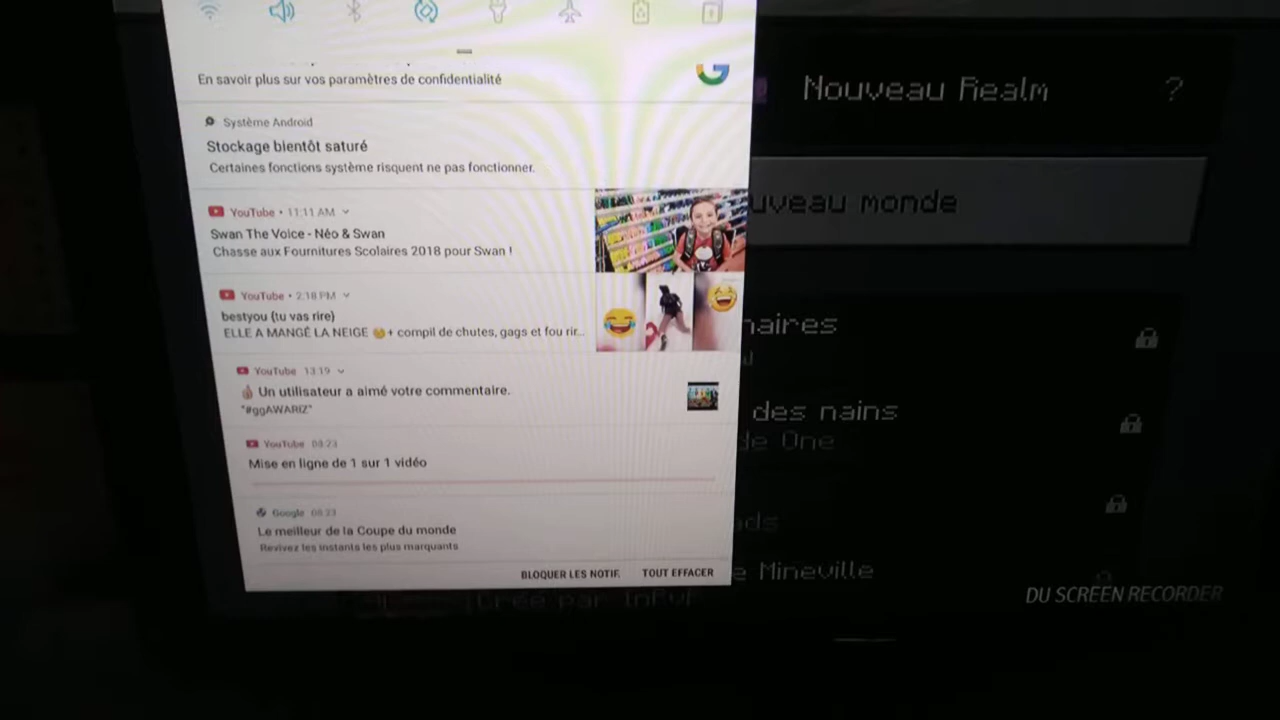 En savoir plus sur vos paramètres de confidentialité
Système Android
Stockage bientôt saturé
Certaines fonctions système risquent ne pas fonctionner.
YouTube • 11:11 AM
Swan The Voice - Néo & Swan
Chasse aux Fournitures Scolaires 2018 pour Swan !
YouTube • 2:18 PM
bestyou (tu vas rire)
ELLE A MANGÉ LA NEIGE 😂+ compil de chutes, gags et fou rir...
YouTube 13:19
👍 Un utilisateur a aimé votre commentaire.
"#ggAWARIZ"
YouTube 08:23
Mise en ligne de 1 sur 1 vidéo
Google 08:23
Le meilleur de la Coupe du monde
Revivez les instants les plus marquants
BLOQUER LES NOTIF. TOUT EFFACER
Nouveau Realm ?
uveau monde
naires
d
des nains
de One
ads
e Mineville
DU SCREEN RECORDER